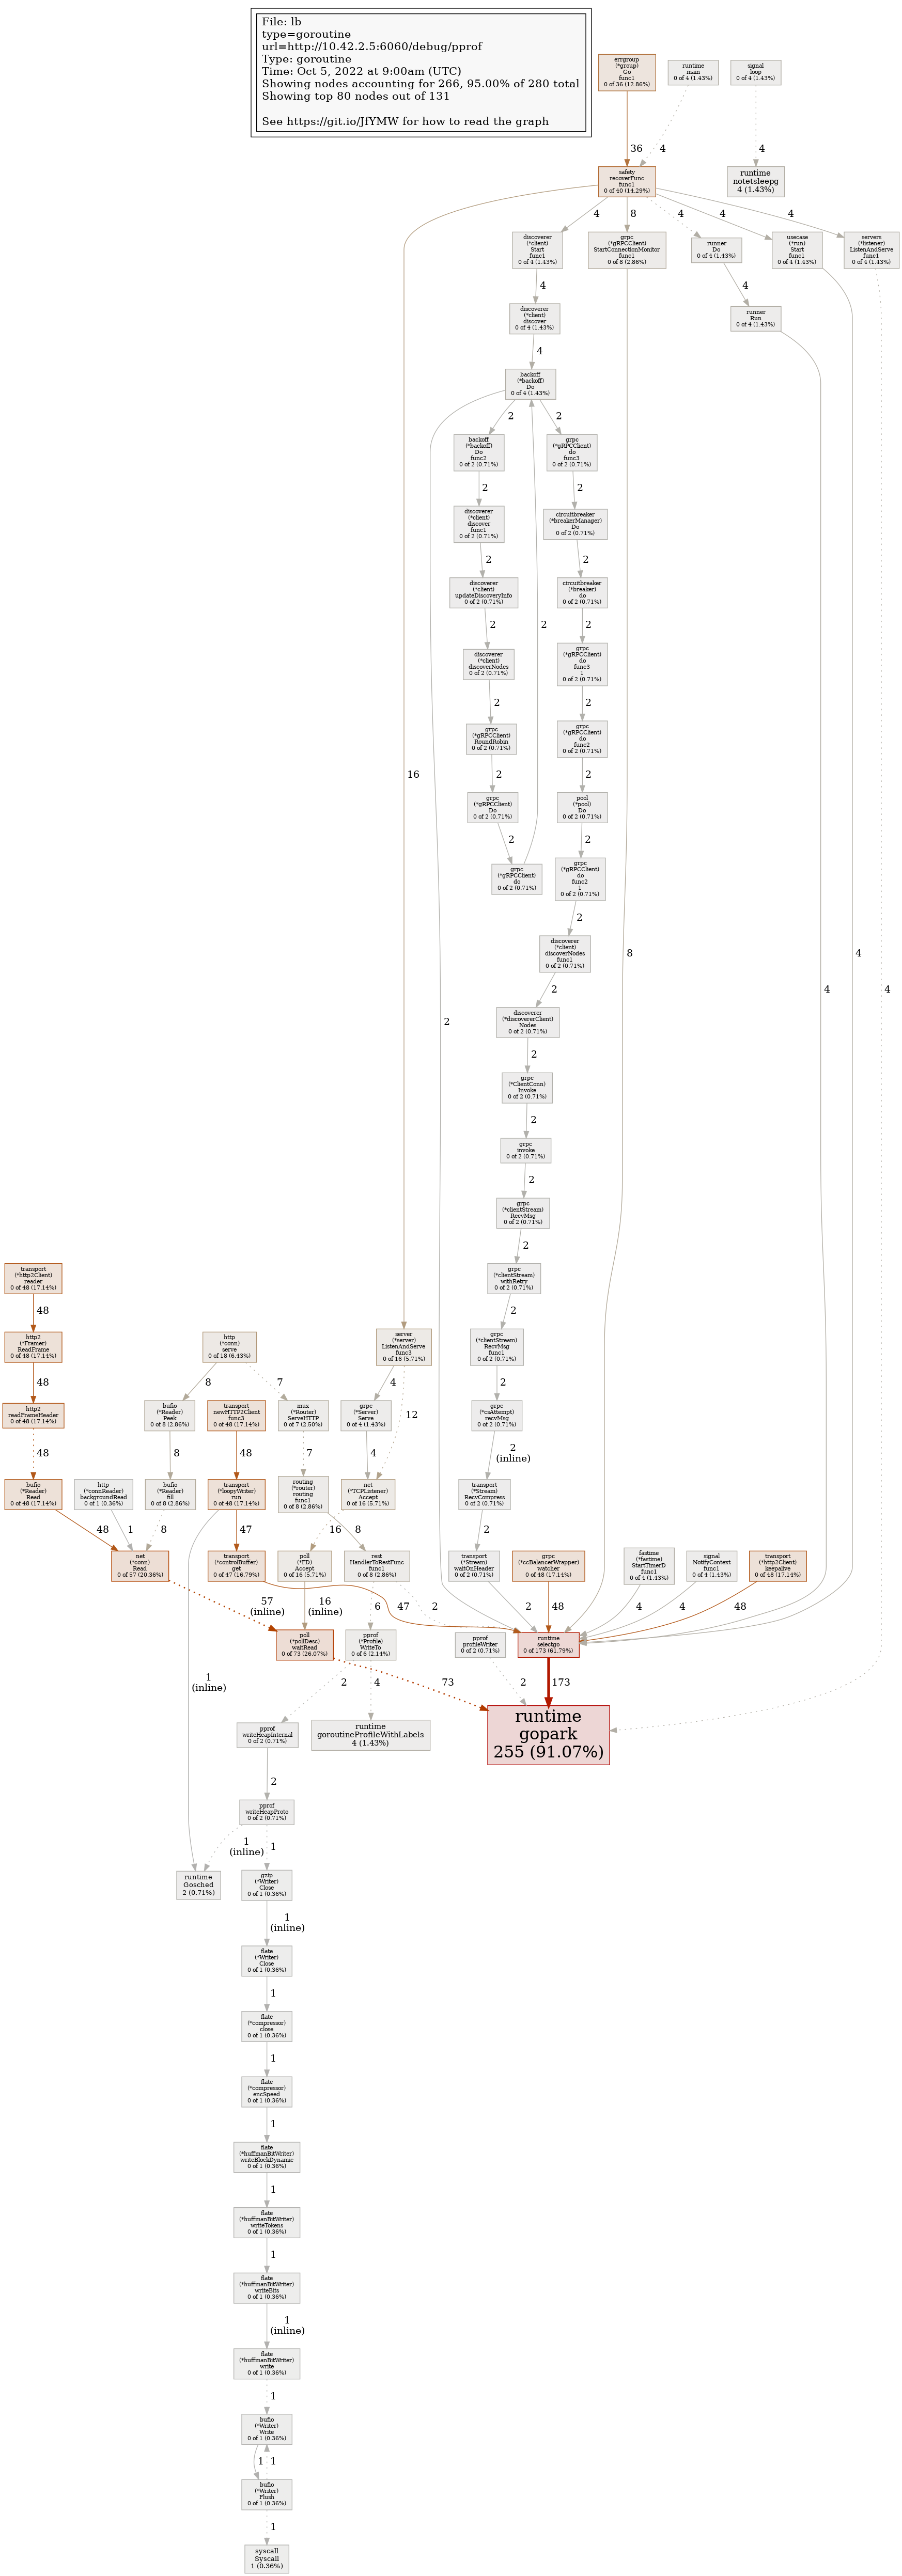 File: lb
type=goroutine
url=http://10.42.2.5:6060/debug/pprof
Type: goroutine
Time: Oct 5, 2022 at 9:00am (UTC)
Showing nodes accounting for 266, 95.00% of 280 total
Showing top 80 nodes out of 131
See https://git.io/JfYMW for how to read the graph
errgroup
(*group)
Go
func1
0 of 36 (12.86%)
runtime
main
0 of 4 (1.43%)
signal
loop
0 of 4 (1.43%)
36
4
4
safety
recoverFunc
func1
0 of 40 (14.29%)
runtime
notetsleepg
4 (1.43%)
4
8
4
4
4
discoverer
(*client)
Start
func1
0 of 4 (1.43%)
grpc
(*gRPCClient)
StartConnectionMonitor
func1
0 of 8 (2.86%)
runner
Do
0 of 4 (1.43%)
usecase
(*run)
Start
func1
0 of 4 (1.43%)
servers
(*listener)
ListenAndServe
func1
0 of 4 (1.43%)
4
4
discoverer
(*client)
discover
0 of 4 (1.43%)
runner
Run
0 of 4 (1.43%)
4
backoff
(*backoff)
Do
0 of 4 (1.43%)
2
2
backoff
(*backoff)
Do
func2
0 of 2 (0.71%)
grpc
(*gRPCClient)
do
func3
0 of 2 (0.71%)
2
2
discoverer
(*client)
discover
func1
0 of 2 (0.71%)
circuitbreaker
(*breakerManager)
Do
0 of 2 (0.71%)
2
2
discoverer
(*client)
updateDiscoveryInfo
0 of 2 (0.71%)
circuitbreaker
(*breaker)
do
0 of 2 (0.71%)
2
2
2
discoverer
(*client)
discoverNodes
0 of 2 (0.71%)
grpc
(*gRPCClient)
do
func3
1
0 of 2 (0.71%)
2
2
grpc
(*gRPCClient)
RoundRobin
0 of 2 (0.71%)
grpc
(*gRPCClient)
do
func2
0 of 2 (0.71%)
16
2
2
grpc
(*gRPCClient)
Do
0 of 2 (0.71%)
pool
(*pool)
Do
0 of 2 (0.71%)
2
2
grpc
(*gRPCClient)
do
0 of 2 (0.71%)
grpc
(*gRPCClient)
do
func2
1
0 of 2 (0.71%)
2
discoverer
(*client)
discoverNodes
func1
0 of 2 (0.71%)
8
4
2
4
4
discoverer
(*discovererClient)
Nodes
0 of 2 (0.71%)
2
2
grpc
(*ClientConn)
Invoke
0 of 2 (0.71%)
2
grpc
invoke
0 of 2 (0.71%)
2
grpc
(*clientStream)
RecvMsg
0 of 2 (0.71%)
2
transport
(*http2Client)
reader
0 of 48 (17.14%)
grpc
(*clientStream)
withRetry
0 of 2 (0.71%)
48
2
http2
(*Framer)
ReadFrame
0 of 48 (17.14%)
http
(*conn)
serve
0 of 18 (6.43%)
server
(*server)
ListenAndServe
func3
0 of 16 (5.71%)
grpc
(*clientStream)
RecvMsg
func1
0 of 2 (0.71%)
48
8
7
4
2
http2
readFrameHeader
0 of 48 (17.14%)
bufio
(*Reader)
Peek
0 of 8 (2.86%)
transport
newHTTP2Client
func3
0 of 48 (17.14%)
mux
(*Router)
ServeHTTP
0 of 7 (2.50%)
grpc
(*Server)
Serve
0 of 4 (1.43%)
12
grpc
(*csAttempt)
recvMsg
0 of 2 (0.71%)
48
8
48
7
4
2
(inline)
bufio
(*Reader)
Read
0 of 48 (17.14%)
http
(*connReader)
backgroundRead
0 of 1 (0.36%)
bufio
(*Reader)
fill
0 of 8 (2.86%)
transport
(*loopyWriter)
run
0 of 48 (17.14%)
routing
(*router)
routing
func1
0 of 8 (2.86%)
net
(*TCPListener)
Accept
0 of 16 (5.71%)
transport
(*Stream)
RecvCompress
0 of 2 (0.71%)
48
1
8
47
16
8
2
net
(*conn)
Read
0 of 57 (20.36%)
transport
(*controlBuffer)
get
0 of 47 (16.79%)
poll
(*FD)
Accept
0 of 16 (5.71%)
rest
HandlerToRestFunc
func1
0 of 8 (2.86%)
transport
(*Stream)
waitOnHeader
0 of 2 (0.71%)
grpc
(*ccBalancerWrapper)
watcher
0 of 48 (17.14%)
fastime
(*fastime)
StartTimerD
func1
0 of 4 (1.43%)
signal
NotifyContext
func1
0 of 4 (1.43%)
transport
(*http2Client)
keepalive
0 of 48 (17.14%)
57
(inline)
16
(inline)
6
47
2
2
48
4
4
48
poll
(*pollDesc)
waitRead
0 of 73 (26.07%)
pprof
(*Profile)
WriteTo
0 of 6 (2.14%)
pprof
profileWriter
0 of 2 (0.71%)
runtime
selectgo
0 of 173 (61.79%)
1
(inline)
2
4
73
2
173
pprof
writeHeapInternal
0 of 2 (0.71%)
runtime
goroutineProfileWithLabels
4 (1.43%)
runtime
gopark
255 (91.07%)
2
pprof
writeHeapProto
0 of 2 (0.71%)
1
(inline)
1
runtime
Gosched
2 (0.71%)
gzip
(*Writer)
Close
0 of 1 (0.36%)
1
(inline)
flate
(*Writer)
Close
0 of 1 (0.36%)
1
flate
(*compressor)
close
0 of 1 (0.36%)
1
flate
(*compressor)
encSpeed
0 of 1 (0.36%)
1
flate
(*huffmanBitWriter)
writeBlockDynamic
0 of 1 (0.36%)
1
flate
(*huffmanBitWriter)
writeTokens
0 of 1 (0.36%)
1
flate
(*huffmanBitWriter)
writeBits
0 of 1 (0.36%)
1
(inline)
flate
(*huffmanBitWriter)
write
0 of 1 (0.36%)
1
bufio
(*Writer)
Write
0 of 1 (0.36%)
1
1
bufio
(*Writer)
Flush
0 of 1 (0.36%)
1
syscall
Syscall
1 (0.36%)